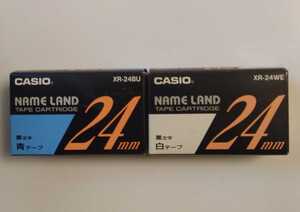 CASIO
XR-24BU
NAME LAND
TAPE CARTRIDGE
24mm
黒文字
青テープ
CASIO
XR-24WE
NAME LAND
TAPE CARTRIDGE
24mm
黒文字
白テープ